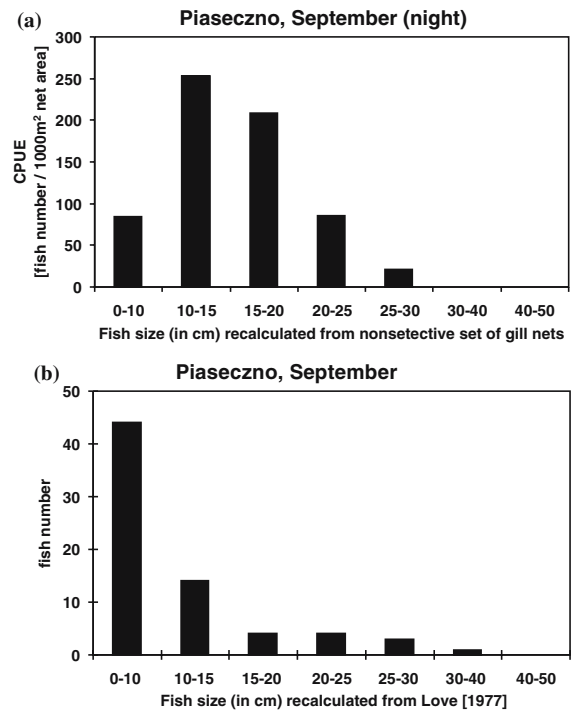 (a) Piaseczno, September (night)
CPUE
[fish number / 1000m² net area]
300
250
200
150
100
50
0
0-10 10-15 15-20 20-25 25-30 30-40 40-50
Fish size (in cm) recalculated from nonsetective set of gill nets
(b) Piaseczno, September
fish number
50
40
30
20
10
0
0-10 10-15 15-20 20-25 25-30 30-40 40-50
Fish size (in cm) recalculated from Love [1977]